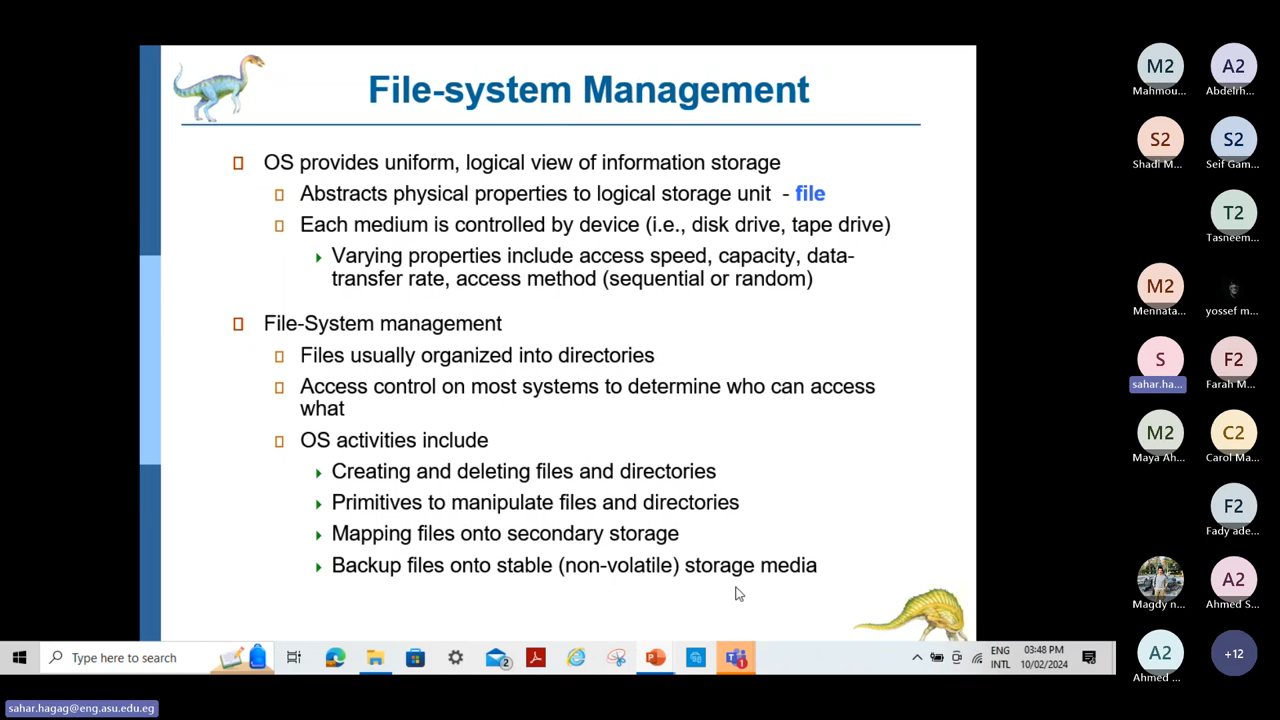 File-system Management
OS provides uniform, logical view of information storage
Abstracts physical properties to logical storage unit - file
Each medium is controlled by device (i.e., disk drive, tape drive)
Varying properties include access speed, capacity, data-
transfer rate, access method (sequential or random)
File-System management
Files usually organized into directories
Access control on most systems to determine who can access
what
OS activities include
Creating and deleting files and directories
Primitives to manipulate files and directories
Mapping files onto secondary storage
Backup files onto stable (non-volatile) storage media
M2
Mahmou...
A2
Abdelrh...
S2
Shadi M...
S2
Seif Gam...
T2
Tasneem...
M2
Mennata...
yossef m...
S
sahar.ha...
F2
Farah M...
M2
Maya Ah...
C2
Carol Ma...
F2
Fady ade...
Magdy n...
A2
Ahmed S...
A2
Ahmed ...
+12
Type here to search
2
1
ENG
INTL
03:48 PM
10/02/2024
sahar.hagag@eng.asu.edu.eg